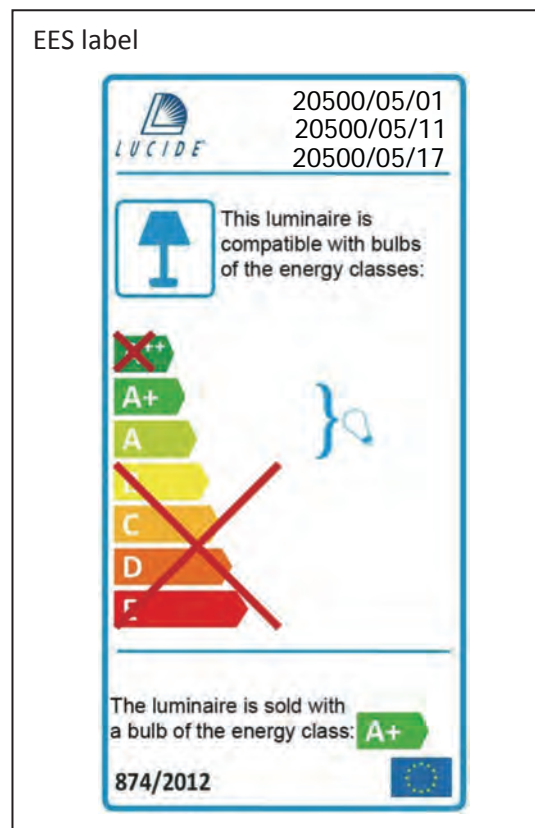 EES label
LUCIDE
20500/05/01
20500/05/11
20500/05/17
This luminaire is
compatible with bulbs
of the energy classes:
A++
A+
A
C
D
E
The luminaire is sold with
a bulb of the energy class: A+
874/2012